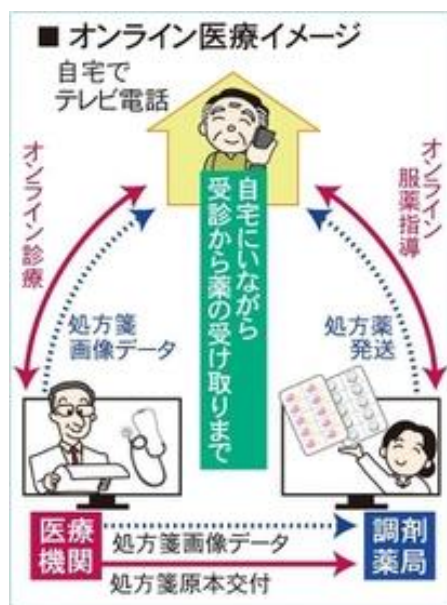 ■ オンライン医療イメージ
自宅で
テレビ電話
オンライン診療
オンライン
服薬指導
自宅にいながら
受診から薬の受け取りまで
処方箋
画像データ
処方薬
発送
医療
機関
処方箋画像データ
処方箋原本交付
調剤
薬局